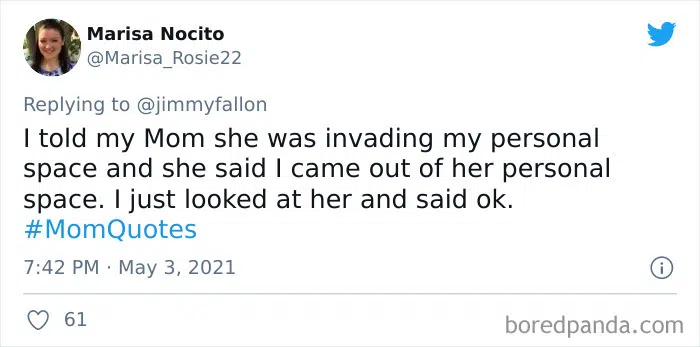 Marisa Nocito
@Marisa_Rosie22
Replying to @jimmyfallon
I told my Mom she was invading my personal
space and she said I came out of her personal
space. I just looked at her and said ok.
#MomQuotes
7:42 PM · May 3, 2021
61
boredpanda.com